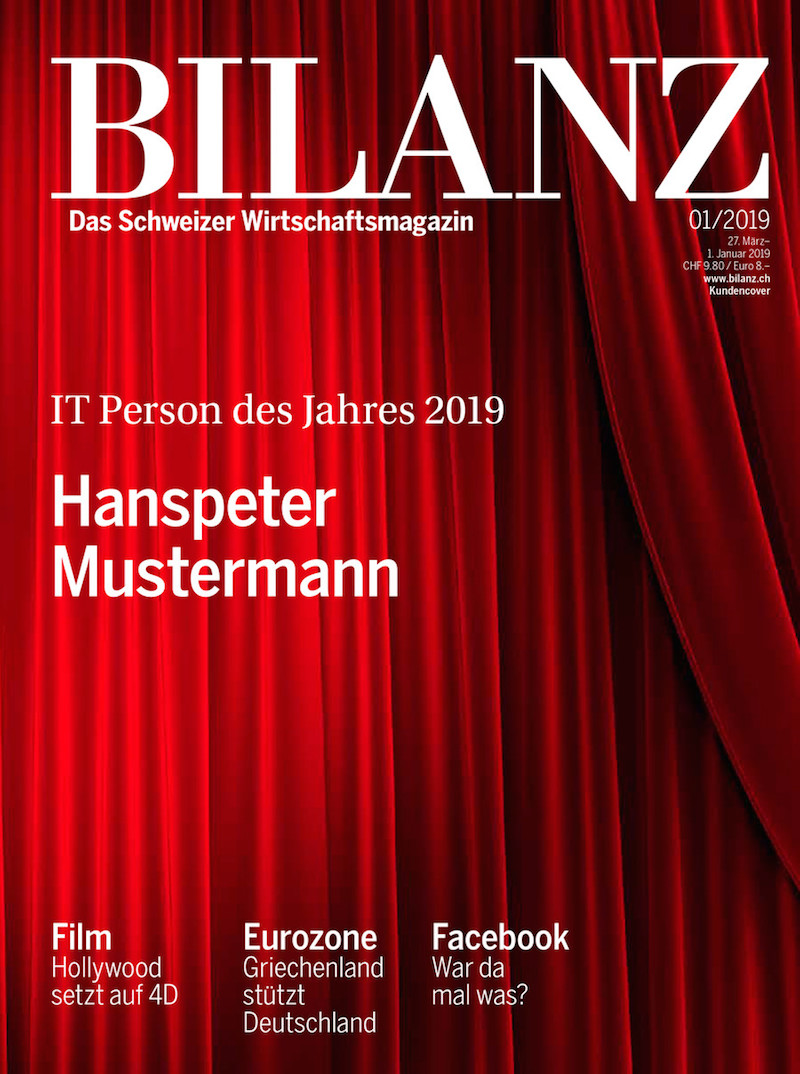 BILANZ
Das Schweizer Wirtschaftsmagazin
01/2019
27. März–
1. Januar 2019
CHF 9.80 / Euro 8.–
www.bilanz.ch
Kundencover
IT Person des Jahres 2019
Hanspeter
Mustermann
Film
Hollywood
setzt auf 4D
Eurozone
Griechenland
stützt
Deutschland
Facebook
War da
mal was?